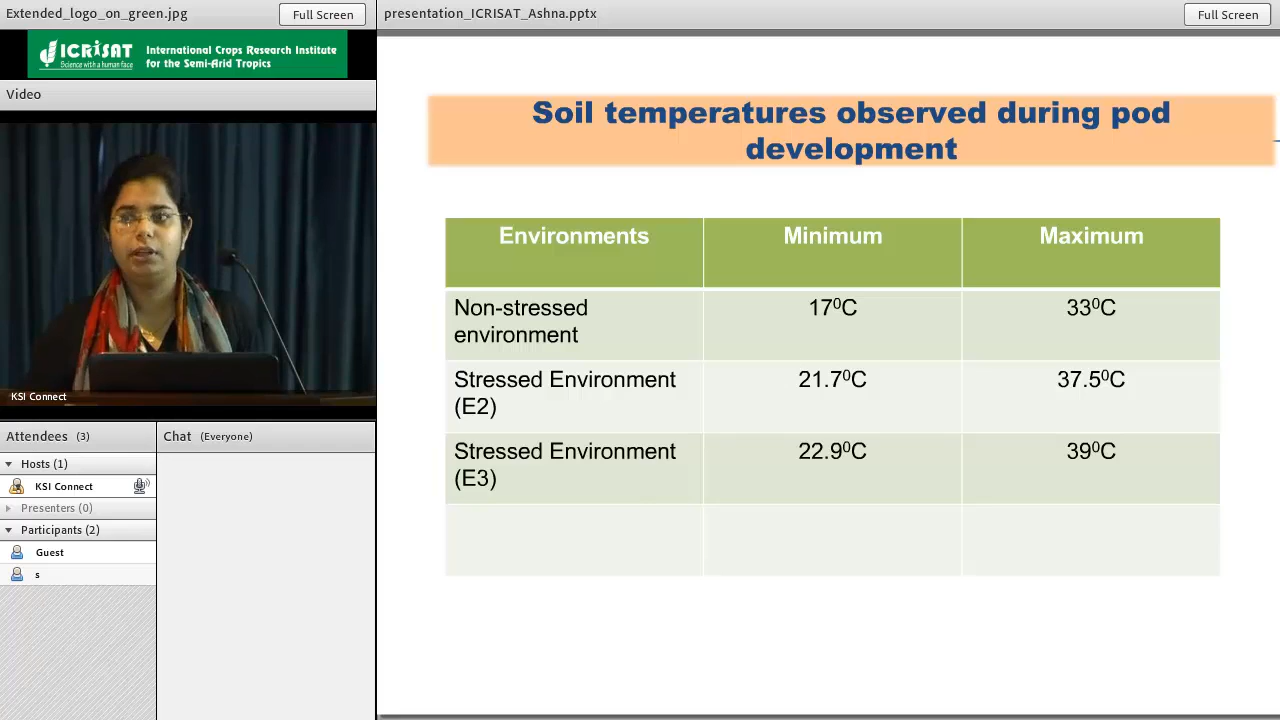 Extended_logo_on_green.jpg
Full Screen
presentation_ICRISAT_Ashna.pptx
Full Screen
ICRISAT
Science with a human face
International Crops Research Institute
for the Semi-Arid Tropics
Video
KSI Connect
Attendees (3)
Hosts (1)
KSI Connect
Presenters (0)
Participants (2)
Guest
s
Chat (Everyone)
Soil temperatures observed during pod
development
Environments Minimum Maximum
Non-stressed
environment
17⁰C 33⁰C
Stressed Environment
(E2)
21.7⁰C 37.5⁰C
Stressed Environment
(E3)
22.9⁰C 39⁰C